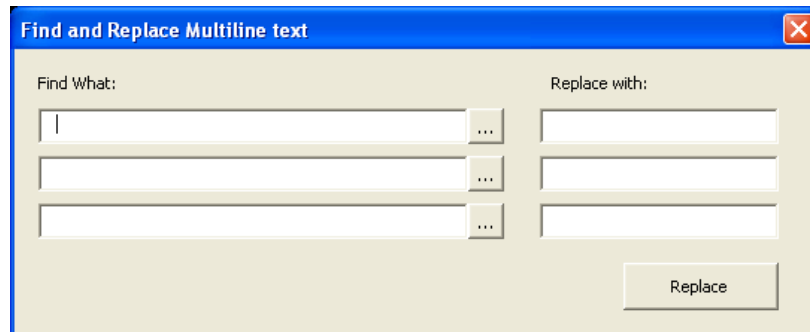 Find and Replace Multiline text
Find What: Replace with:
...
...
...
Replace